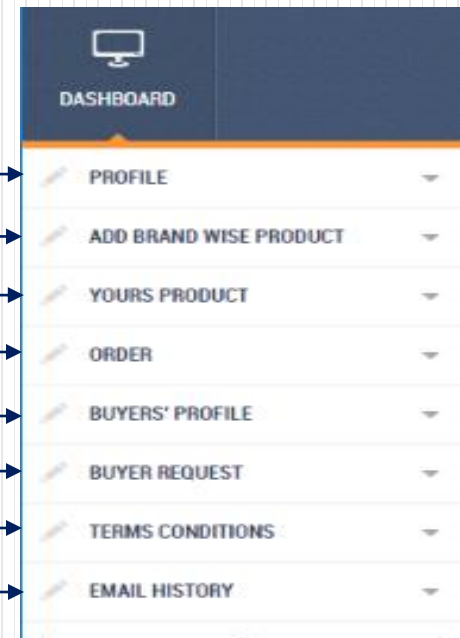 DASHBOARD
PROFILE
ADD BRAND WISE PRODUCT
YOURS PRODUCT
ORDER
BUYERS' PROFILE
BUYER REQUEST
TERMS CONDITIONS
EMAIL HISTORY